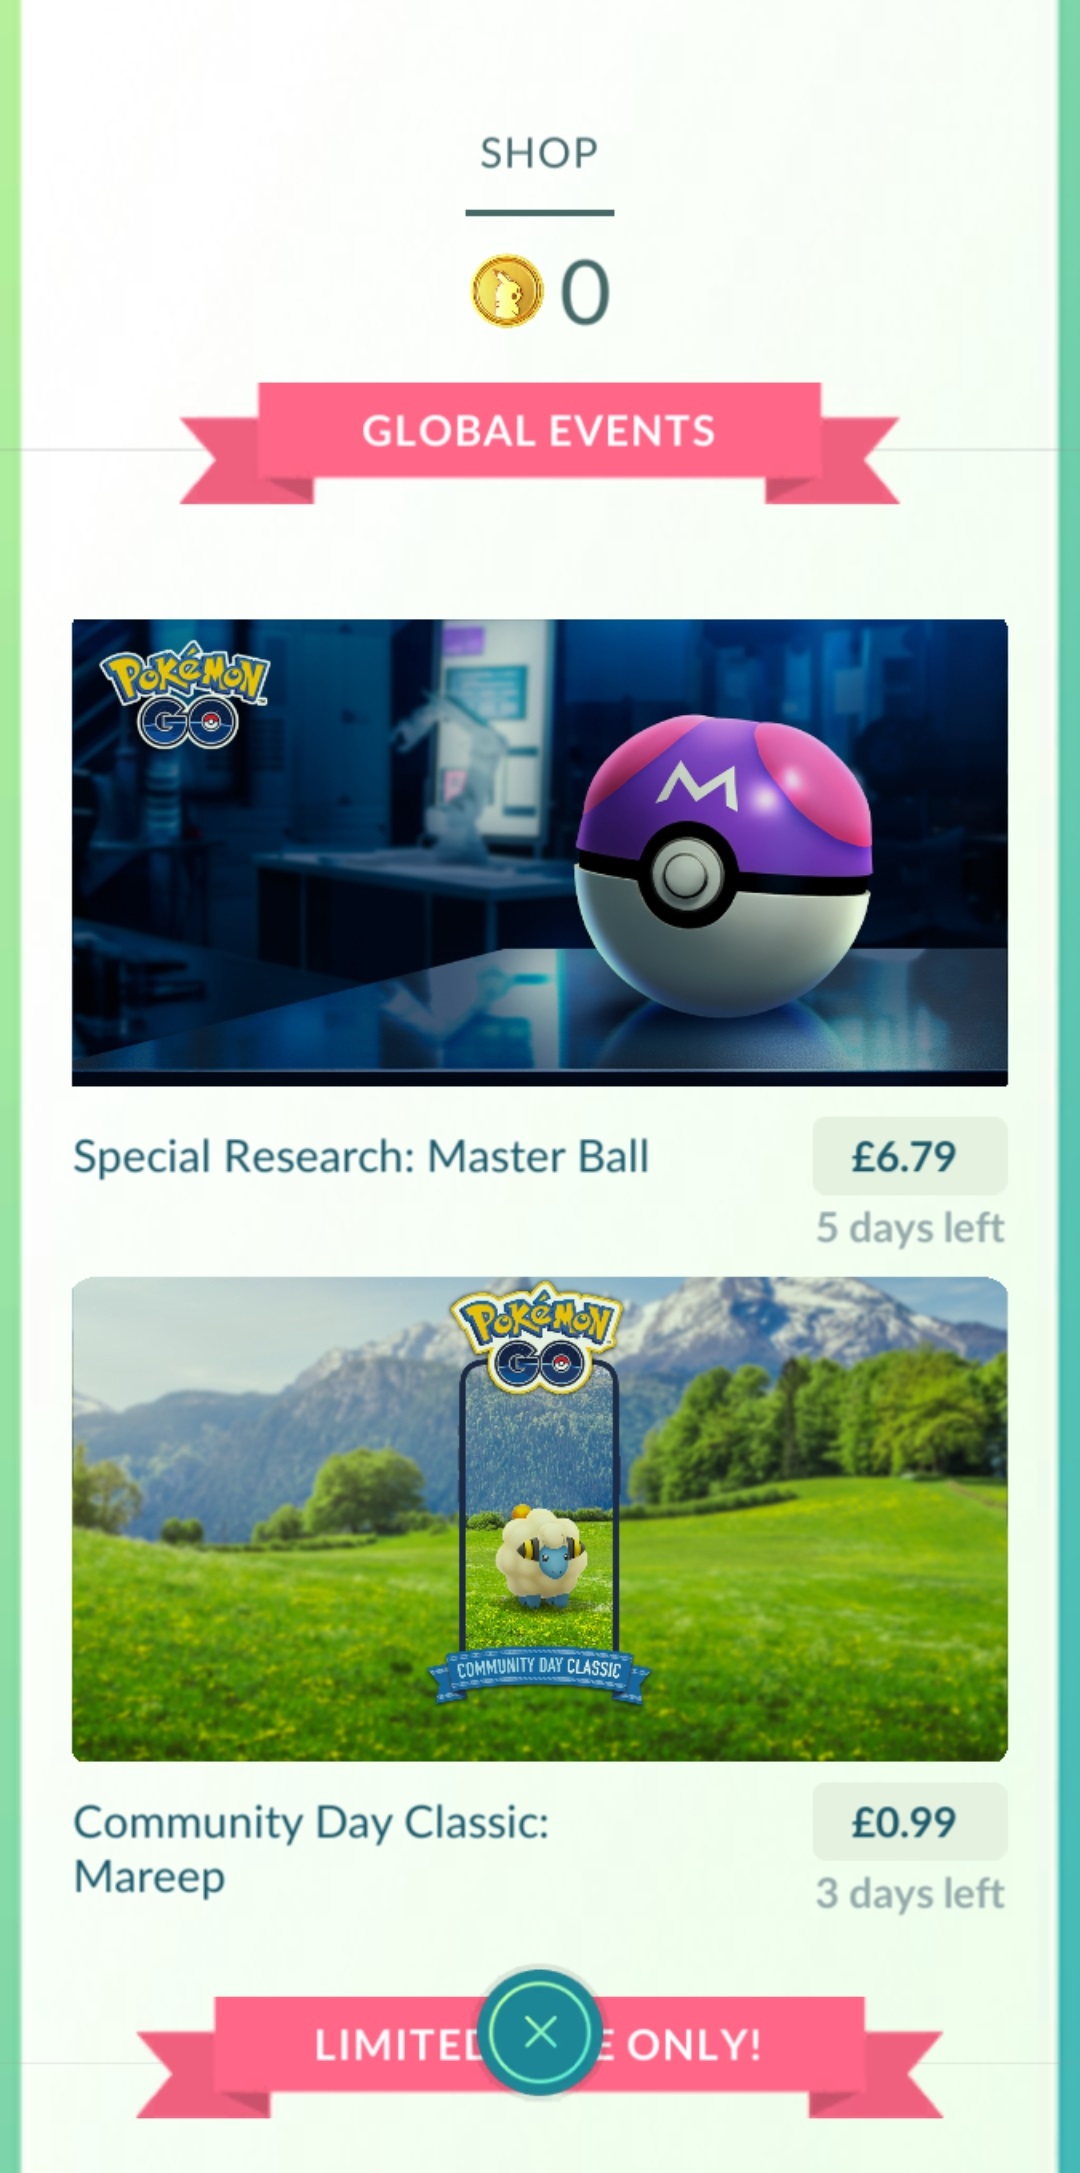 SHOP
0
GLOBAL EVENTS
POKéMON
GO
M
Special Research: Master Ball
£6.79
5 days left
POKéMON
GO
COMMUNITY DAY CLASSIC
Community Day Classic:
Mareep
£0.99
3 days left
LIMITED E ONLY!